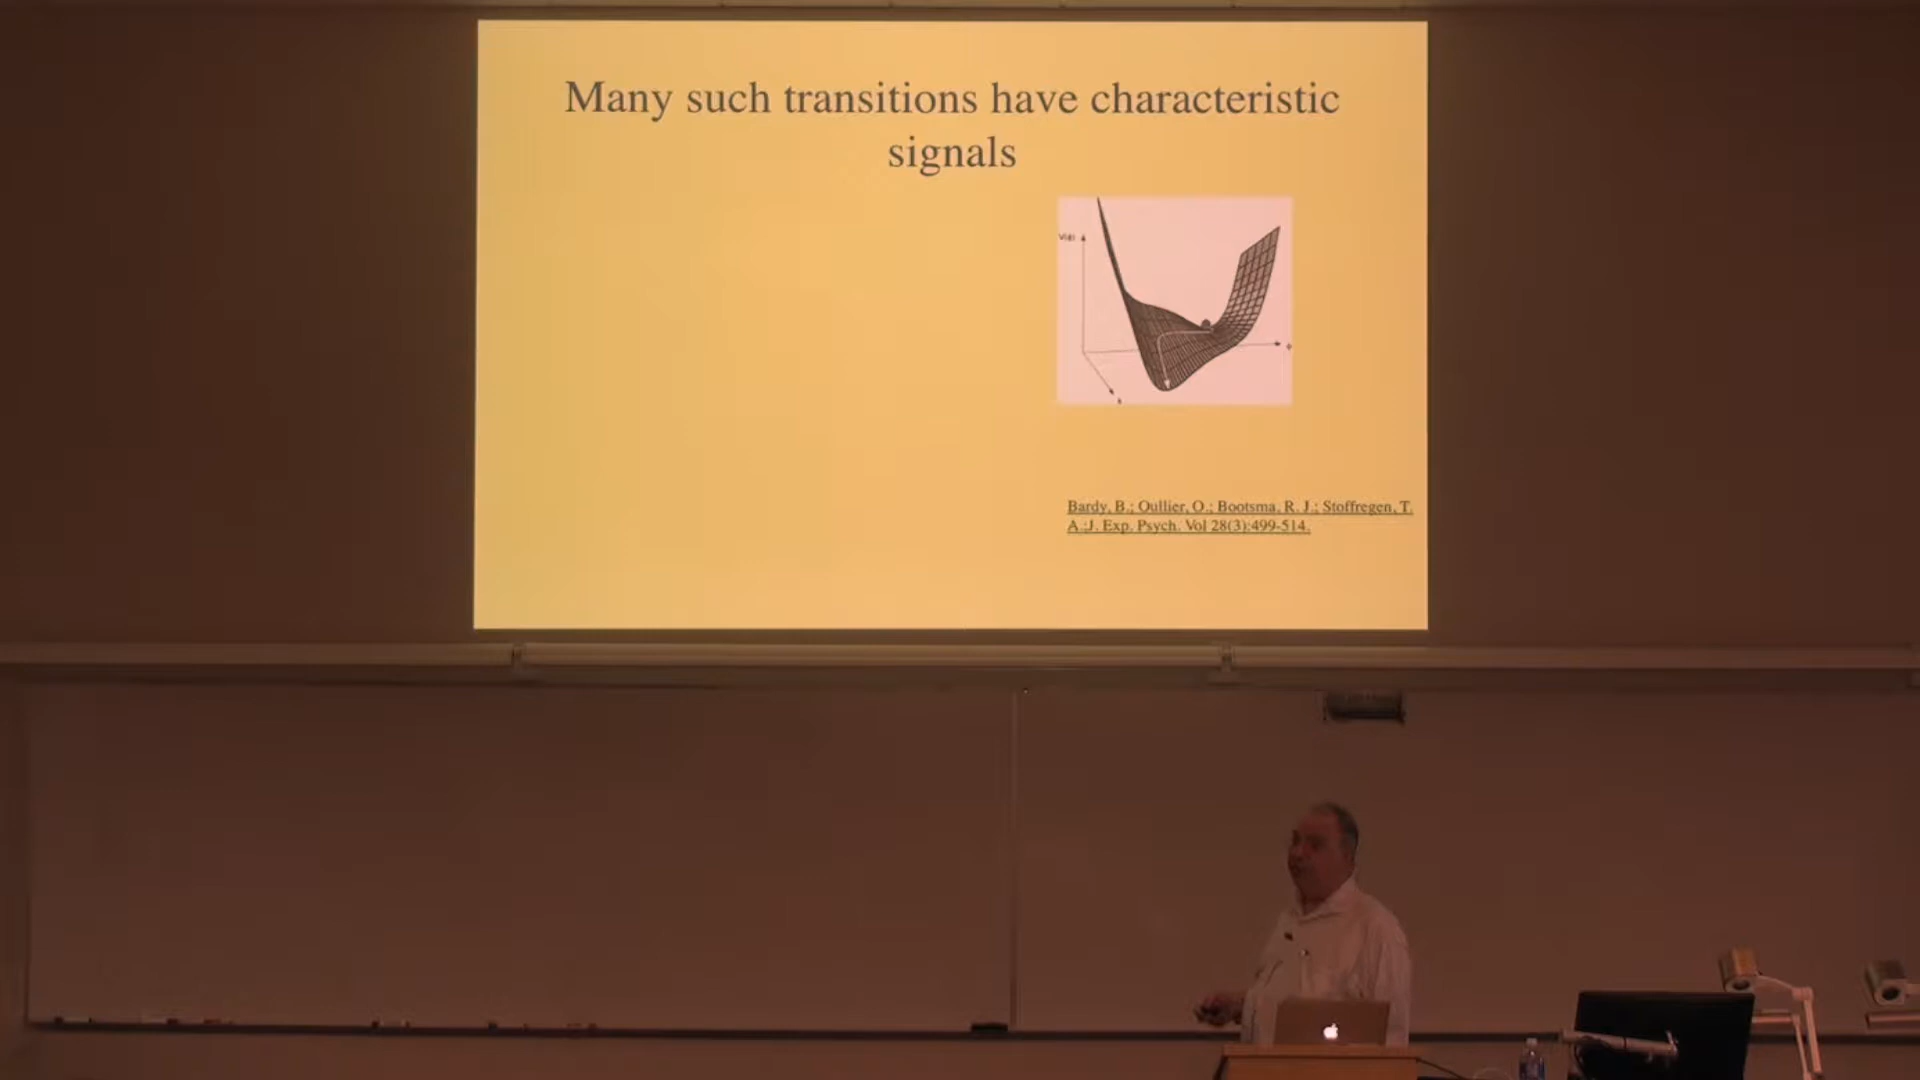 Many such transitions have characteristic
signals
Bardy, B.; Oullier, O.; Bootsma, R. J.; Stoffregen, T.
A.;J. Exp. Psych. Vol 28(3):499-514.